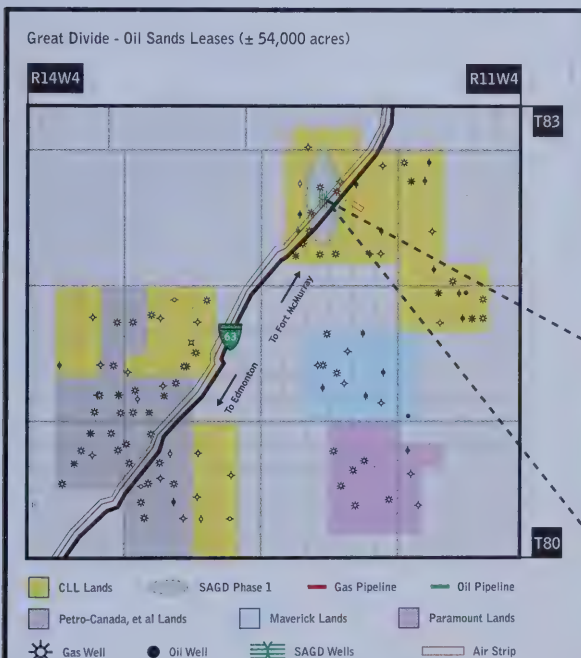 Great Divide - Oil Sands Leases (± 54,000 acres)
R14W4 R11W4
T83
To Fort McMurray
63
To Edmonton
T80
CLL Lands SAGD Phase 1 Gas Pipeline Oil Pipeline
Petro-Canada, et al Lands Maverick Lands Paramount Lands
Gas Well Oil Well SAGD Wells Air Strip